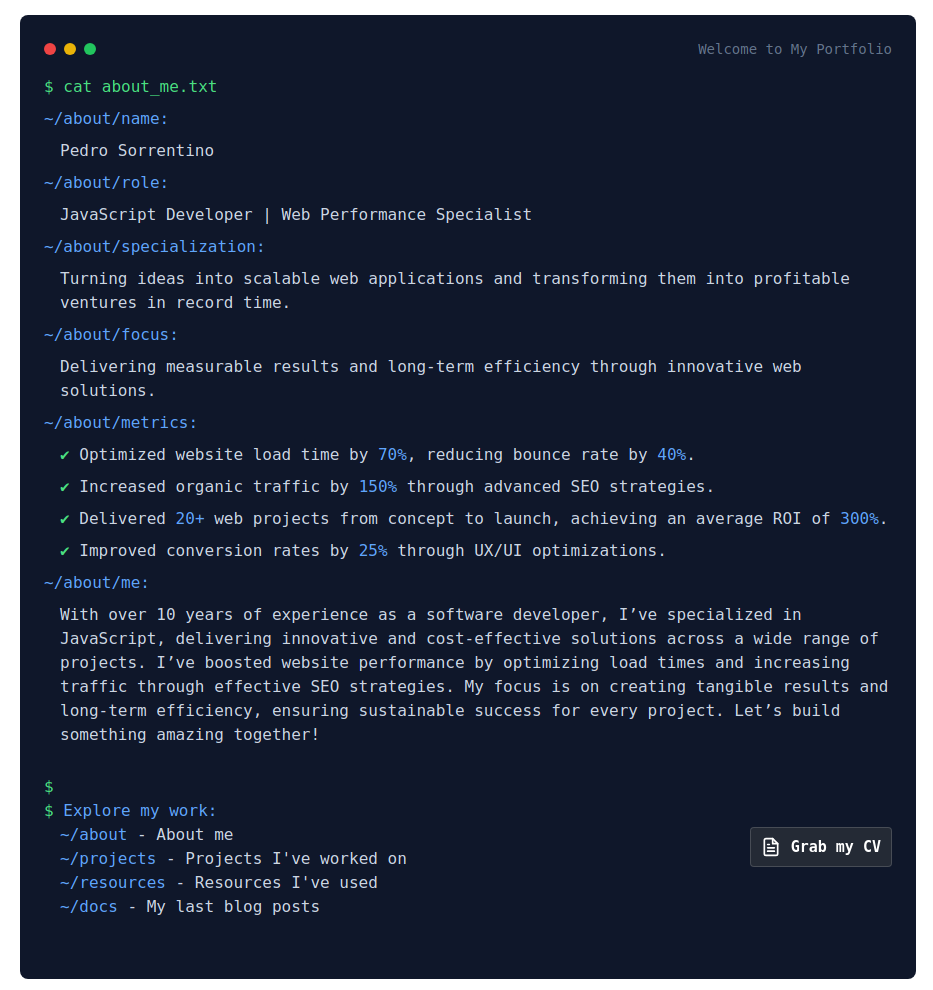 Welcome to My Portfolio
$ cat about_me.txt
~/about/name:
Pedro Sorrentino
~/about/role:
JavaScript Developer | Web Performance Specialist
~/about/specialization:
Turning ideas into scalable web applications and transforming them into profitable
ventures in record time.
~/about/focus:
Delivering measurable results and long-term efficiency through innovative web
solutions.
~/about/metrics:
✔ Optimized website load time by 70%, reducing bounce rate by 40%.
✔ Increased organic traffic by 150% through advanced SEO strategies.
✔ Delivered 20+ web projects from concept to launch, achieving an average ROI of 300%.
✔ Improved conversion rates by 25% through UX/UI optimizations.
~/about/me:
With over 10 years of experience as a software developer, I’ve specialized in
JavaScript, delivering innovative and cost-effective solutions across a wide range of
projects. I’ve boosted website performance by optimizing load times and increasing
traffic through effective SEO strategies. My focus is on creating tangible results and
long-term efficiency, ensuring sustainable success for every project. Let’s build
something amazing together!
$
$ Explore my work:
~/about - About me
~/projects - Projects I've worked on
~/resources - Resources I've used
~/docs - My last blog posts
Grab my CV